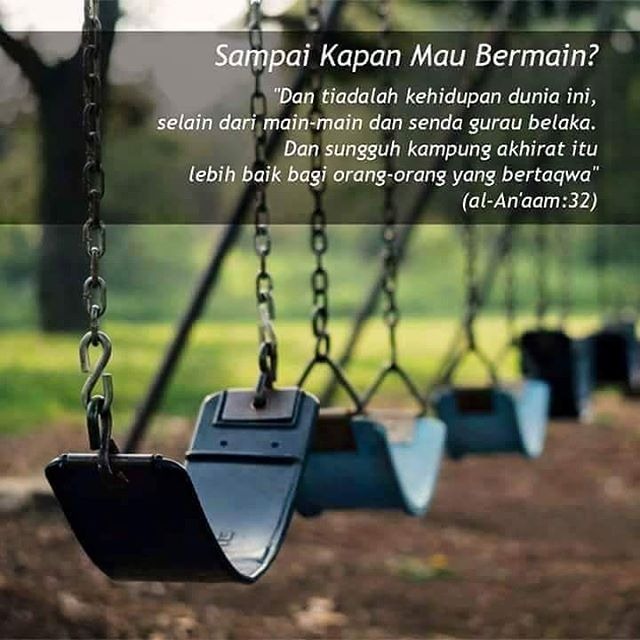 Sampai Kapan Mau Bermain?
"Dan tiadalah kehidupan dunia ini,
selain dari main-main dan senda gurau belaka.
Dan sungguh kampung akhirat itu
lebih baik bagi orang-orang yang bertaqwa"
(al-An'aam:32)